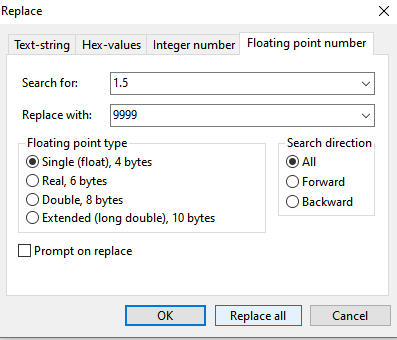 Replace
Text-string Hex-values Integer number Floating point number
Search for: 1.5
Replace with: 9999
Floating point type
Single (float), 4 bytes
Real, 6 bytes
Double, 8 bytes
Extended (long double), 10 bytes
Search direction
All
Forward
Backward
Prompt on replace
OK Replace all Cancel